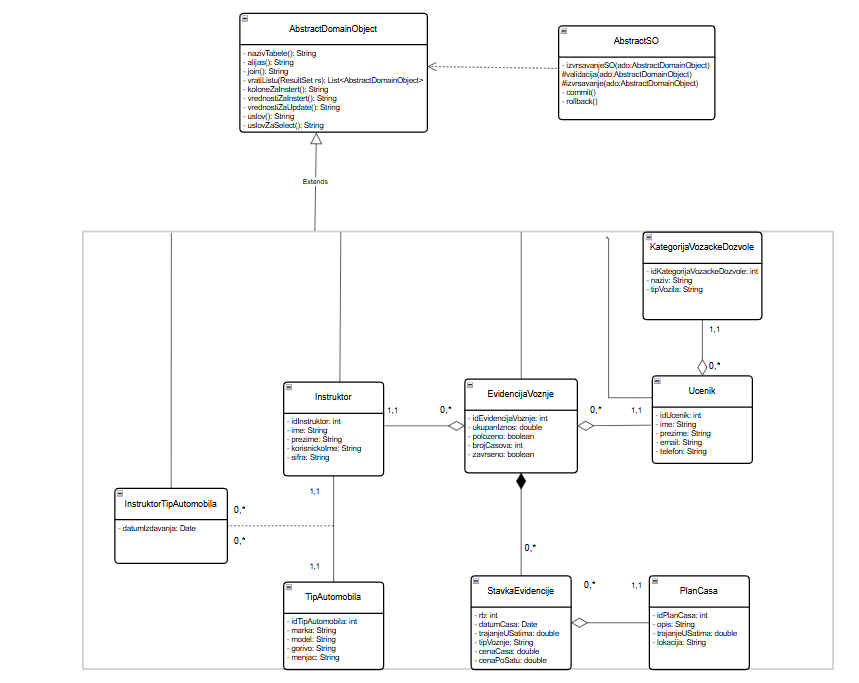 AbstractDomainObject
- nazivTabele(): String
- alijas(): String
- join(): String
- vratiListu(ResultSet rs): List<AbstractDomainObject>
- koloneZaInstert(): String
- vrednostiZaInstert(): String
- vrednostiZaUpdate(): String
- uslov(): String
- uslovZaSelect(): String
AbstractSO
- izvrsavanjeSO(ado:AbstractDomainObject)
#validacija(ado:AbstractDomainObject)
#izvrsavanje(ado:AbstractDomainObject)
- commit()
- rollback()
Extends
KategorijaVozackeDozvole
- idKategorijaVozackeDozvole: int
- naziv: String
- tipVozila: String
1,1
0,*
Instruktor
- idInstruktor: int
- ime: String
- prezime: String
- korisnickoIme: String
- sifra: String
1,1
0,*
EvidencijaVoznje
- idEvidencijaVoznje: int
- ukupanIznos: double
- polozeno: boolean
- brojCasova: int
- zavrseno: boolean
0,*
1,1
Ucenik
- idUcenik: int
- ime: String
- prezime: String
- email: String
- telefon: String
InstruktorTipAutomobila
- datumIzdavanja: Date
0,*
0,*
1,1
1,1
TipAutomobila
- idTipAutomobila: int
- marka: String
- model: String
- gorivo: String
- menjac: String
0,*
StavkaEvidencije
- rb: int
- datumCasa: Date
- trajanjeUSatima: double
- tipVoznje: String
- cenaCasa: double
- cenaPoSatu: double
0,*
1,1
PlanCasa
- idPlanCasa: int
- opis: String
- trajanjeUSatima: double
- lokacija: String